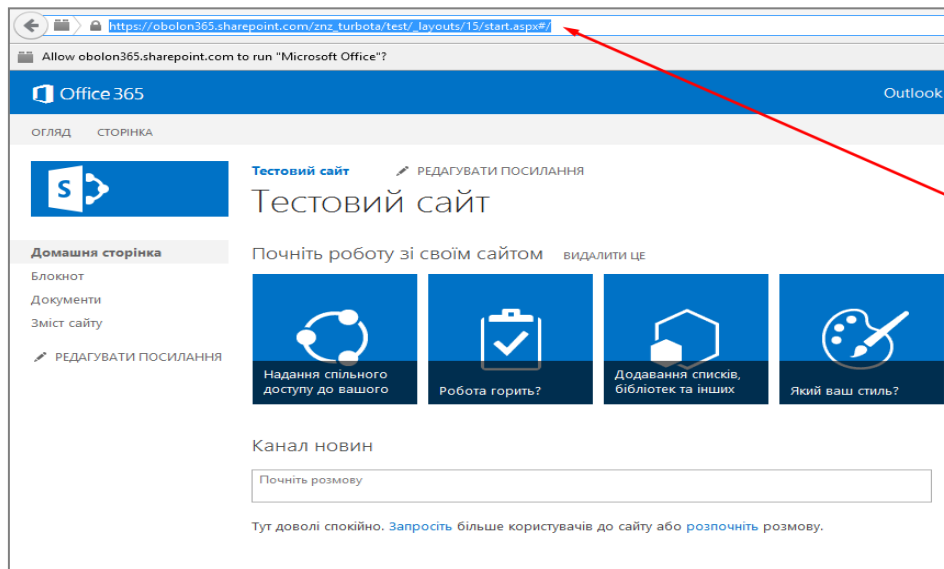 https://obolon365.sharepoint.com/znz_turbota/test/_layouts/15/start.aspx#/
Allow obolon365.sharepoint.com to run "Microsoft Office"?
Office 365
Outlook
ОГЛЯД СТОРІНКА
S
Тестовий сайт РЕДАГУВАТИ ПОСИЛАННЯ
Тестовий сайт
Домашня сторінка
Блокнот
Документи
Зміст сайту
РЕДАГУВАТИ ПОСИЛАННЯ
Почніть роботу зі своїм сайтом ВИДАЛИТИ ЦЕ
Надання спільного
доступу до вашого
Робота горить?
Додавання списків,
бібліотек та інших
Який ваш стиль?
Канал новин
Почніть розмову
Тут доволі спокійно. Запросіть більше користувачів до сайту або розпочніть розмову.